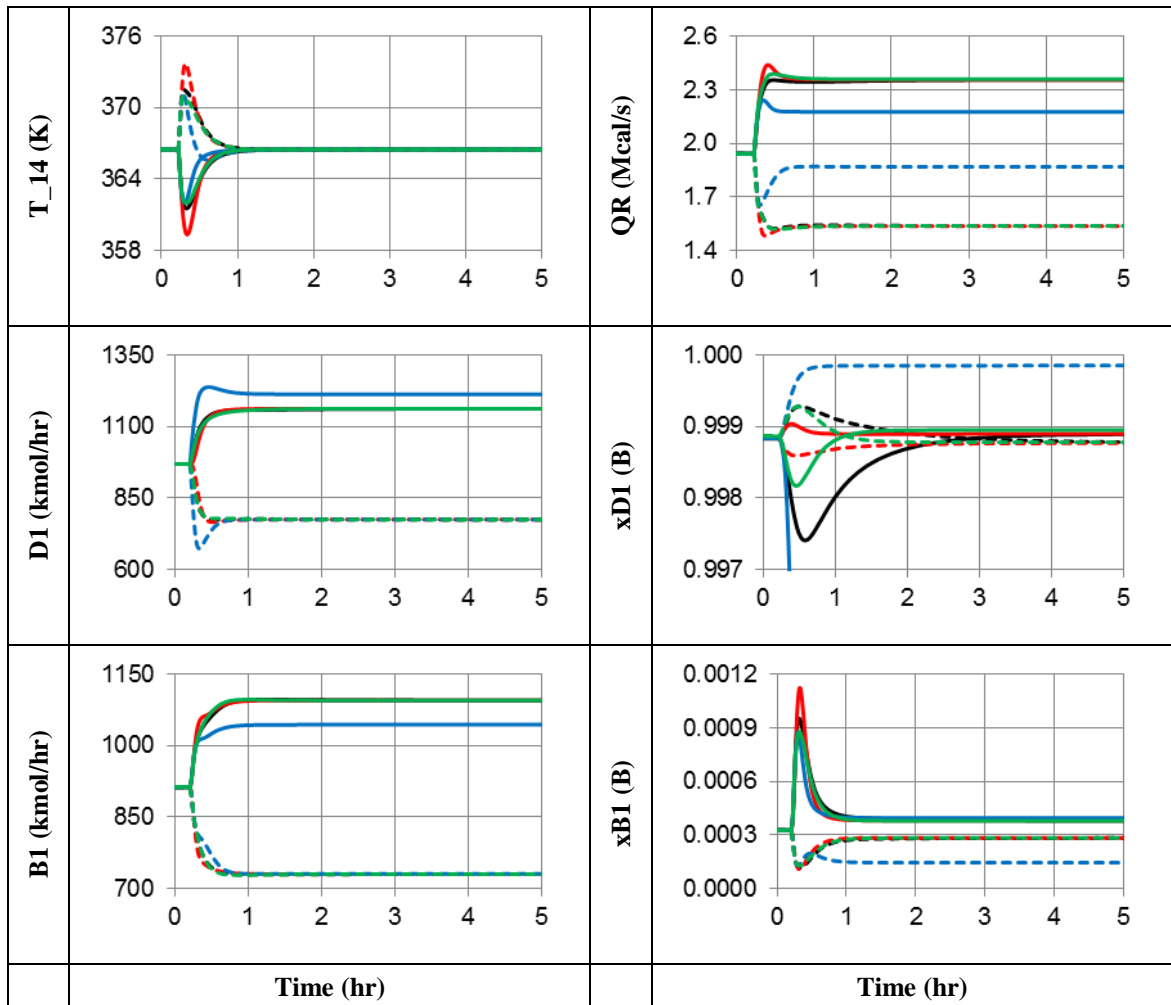 T_14 (K)
376
370
364
358
0 1 2 3 4 5
QR (Mcal/s)
2.6
2.3
2.0
1.7
1.4
0 1 2 3 4 5
D1 (kmol/hr)
1350
1100
850
600
0 1 2 3 4 5
xD1 (B)
1.000
0.999
0.998
0.997
0 1 2 3 4 5
B1 (kmol/hr)
1150
1000
850
700
0 1 2 3 4 5
xB1 (B)
0.0012
0.0009
0.0006
0.0003
0.0000
0 1 2 3 4 5
Time (hr)
Time (hr)